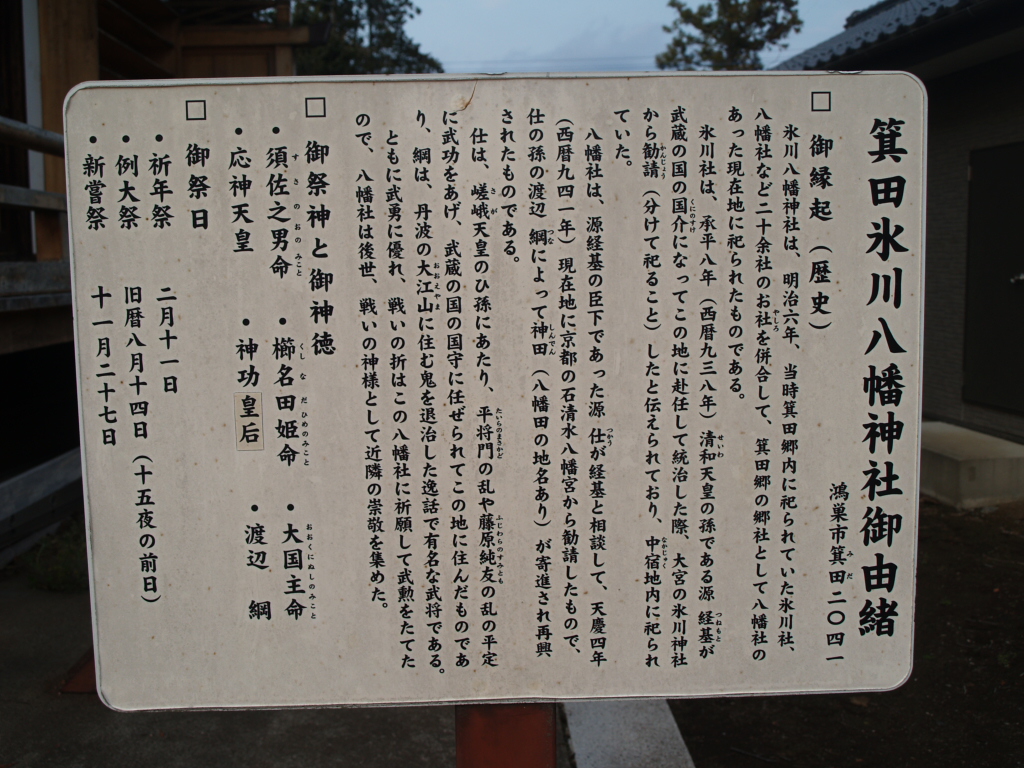 箕田氷川八幡神社御由緒
鴻巣市箕田二〇四一
□ 御縁起（歴史）
氷川八幡神社は、明治六年、当時箕田郷内に祀られていた氷川社、
八幡社など二十余社のお社を併合して、箕田郷の郷社として八幡社の
あった現在地に祀られたものである。
氷川社は、承平八年（西暦九三八年）清和天皇の孫である源 経基が
武蔵の国の国介になってこの地に赴任して統治した際、大宮の氷川神社
から勧請（分けて祀ること）したと伝えられており、中宿地内に祀られ
ていた。
八幡社は、源経基の臣下であった源 仕が経基と相談して、天慶四年
（西暦九四一年）現在地に京都の石清水八幡宮から勧請したもので、
仕の孫の渡辺 綱によって神田（八幡田の地名あり）が寄進され再興、
されたものである。
仕は、嵯峨天皇のひ孫にあたり、平将門の乱や藤原純友の乱の平定
に武功をあげ、武蔵の国の国守に任ぜられてこの地に住んだものであ
り、綱は、丹波の大江山に住む鬼を退治した逸話で有名な武将である。
ともに武勇に優れ、戦いの折はこの八幡社に祈願して武勲をたてた
ので、八幡社は後世、戦いの神様として近隣の崇敬を集めた。
□ 御祭神と御神徳
・須佐之男命 ・櫛名田姫命 ・大国主命
・応神天皇 ・神功皇后 ・渡辺 綱
□ 御祭日
・祈年祭 二月十一日
・例大祭 旧暦八月十四日（十五夜の前日）
・新嘗祭 十一月二十七日